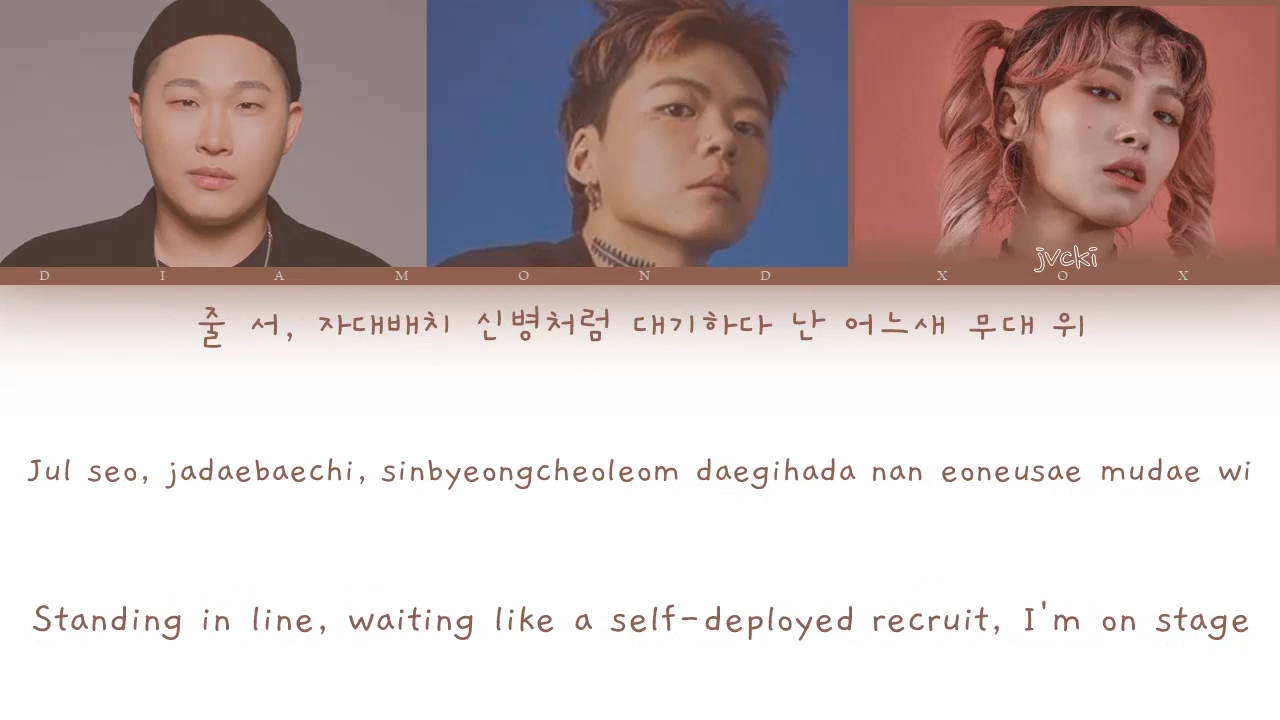 jvcki
D I A M O N D X O X
줄 서, 자대배치 신병처럼 대기하다 난 어느새 무대 위
Jul seo, jadaebaechi, sinbyeongcheoleom daegihada nan eoneusae mudae wi
Standing in line, waiting like a self-deployed recruit, I'm on stage